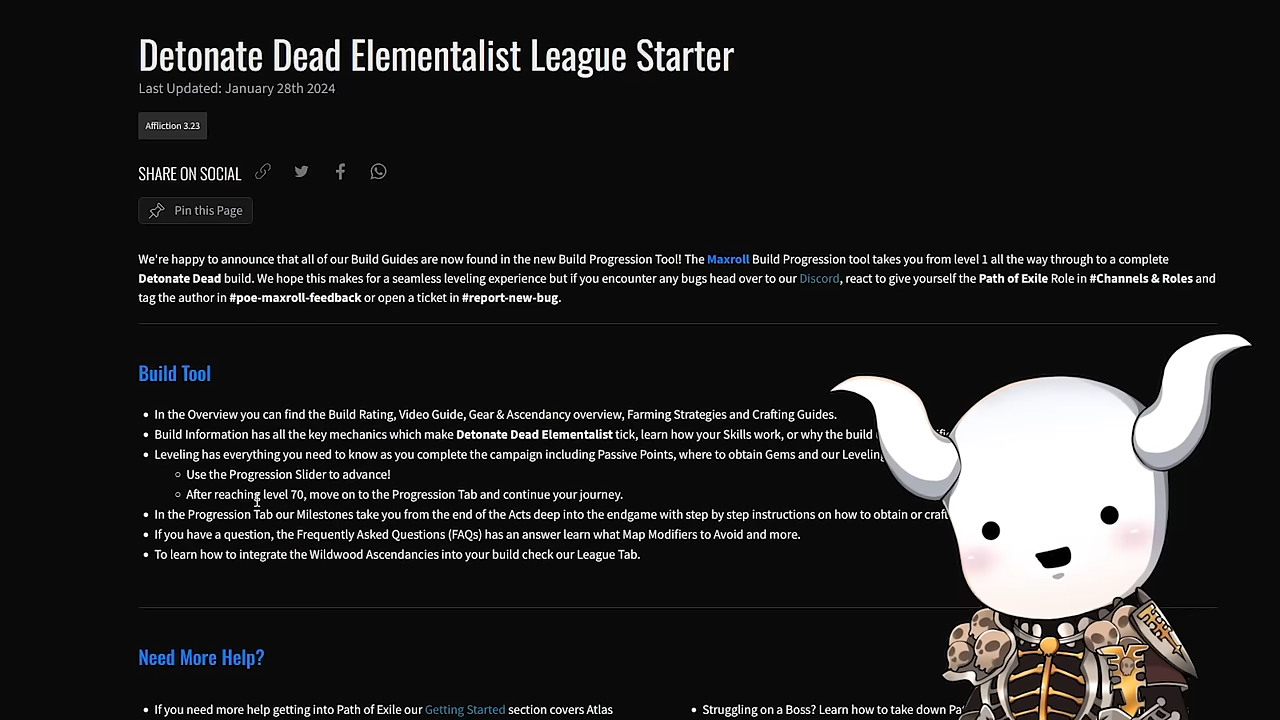 Detonate Dead Elementalist League Starter
Last Updated: January 28th 2024
Affliction 3.23
SHARE ON SOCIAL
Pin this Page
We're happy to announce that all of our Build Guides are now found in the new Build Progression Tool! The Maxroll Build Progression tool takes you from level 1 all the way through to a complete
Detonate Dead build. We hope this makes for a seamless leveling experience but if you encounter any bugs head over to our Discord, react to give yourself the Path of Exile Role in #Channels & Roles and
tag the author in #poe-maxroll-feedback or open a ticket in #report-new-bug.
Build Tool
In the Overview you can find the Build Rating, Video Guide, Gear & Ascendancy overview, Farming Strategies and Crafting Guides.
Build Information has all the key mechanics which make Detonate Dead Elementalist tick, learn how your Skills work, or why the build
Leveling has everything you need to know as you complete the campaign including Passive Points, where to obtain Gems and our Leveling
Use the Progression Slider to advance!
After reaching level 70, move on to the Progression Tab and continue your journey.
In the Progression Tab our Milestones take you from the end of the Acts deep into the endgame with step by step instructions on how to obtain or craft
If you have a question, the Frequently Asked Questions (FAQs) has an answer learn what Map Modifiers to Avoid and more.
To learn how to integrate the Wildwood Ascendancies into your build check our League Tab.
Need More Help?
If you need more help getting into Path of Exile our Getting Started section covers Atlas
Struggling on a Boss? Learn how to take down